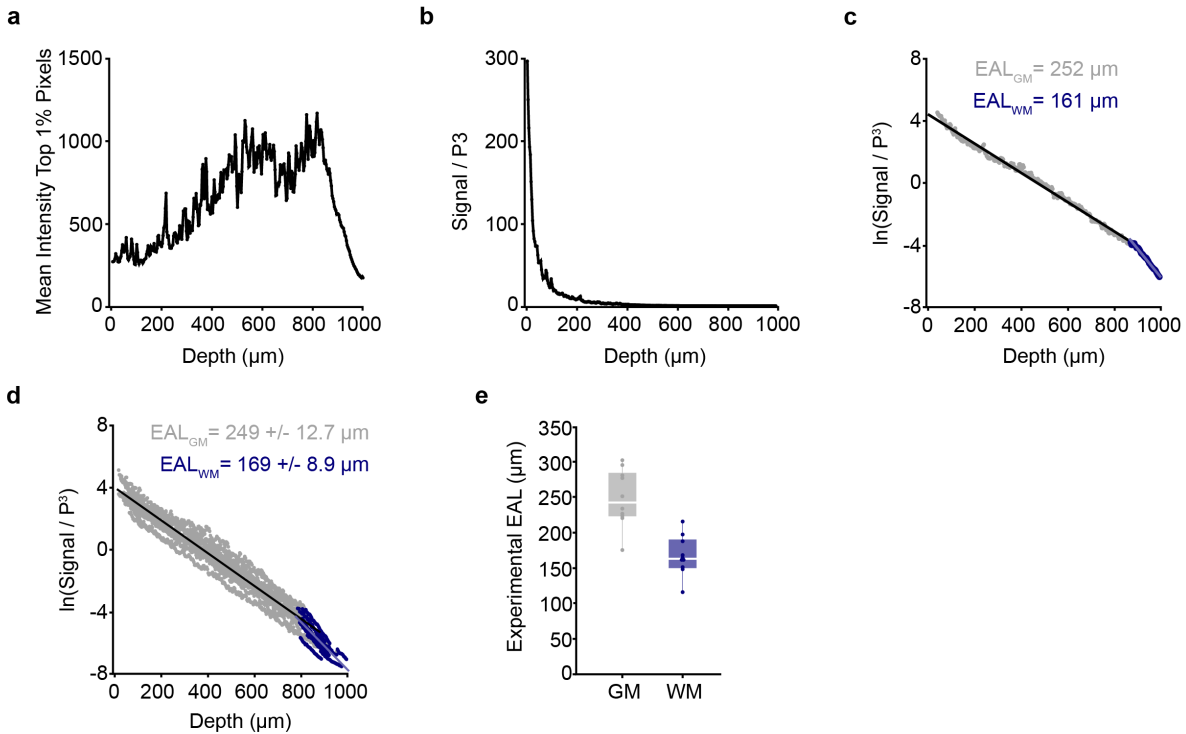 a
Mean Intensity Top 1% Pixels
1500
1000
500
0
0 200 400 600 800 1000
Depth (µm)
b
Signal / P3
300
200
100
0
0 200 400 600 800 1000
Depth (µm)
c
ln(Signal / P³)
8
4
0
-4
-8
EAL_GM= 252 µm
EAL_WM= 161 µm
0 200 400 600 800 1000
Depth (µm)
d
ln(Signal / P³)
8
4
0
-4
-8
EAL_GM= 249 +/- 12.7 µm
EAL_WM= 169 +/- 8.9 µm
0 200 400 600 800 1000
Depth (µm)
e
Experimental EAL (µm)
350
300
250
200
150
100
50
0
GM WM